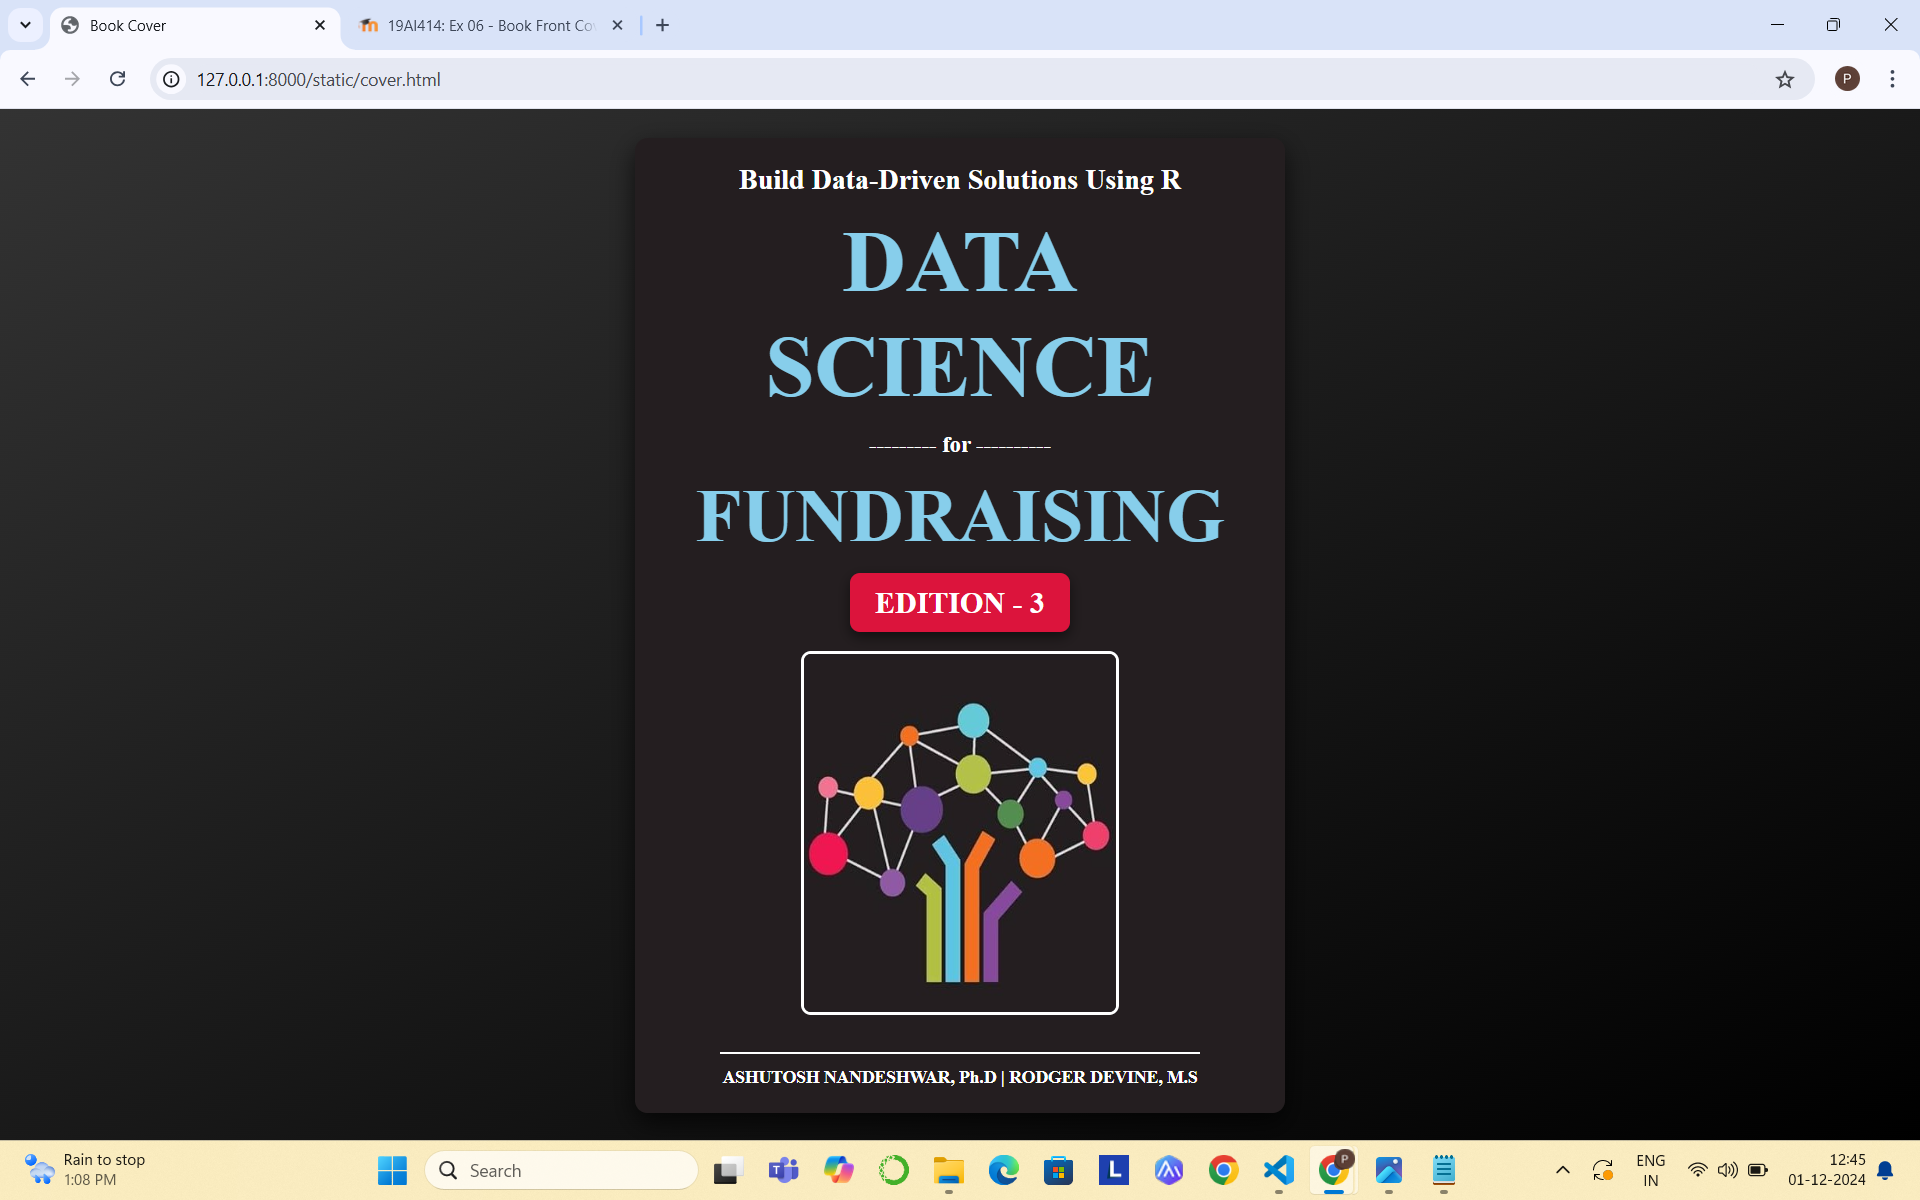 Book Cover
19AI414: Ex 06 - Book Front Co
127.0.0.1:8000/static/cover.html
P
Build Data-Driven Solutions Using R
DATA
SCIENCE
--------- for ----------
FUNDRAISING
EDITION - 3
ASHUTOSH NANDESHWAR, Ph.D | RODGER DEVINE, M.S
Rain to stop
1:08 PM
Search
T
L
P
ENG
IN
12:45
01-12-2024